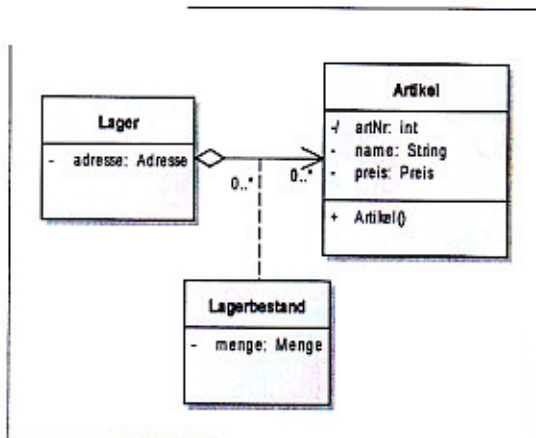 Lager
- adresse: Adresse
0..*
0..*
Artikel
-/ artNr: int
- name: String
- preis: Preis
+ Artikel()
Lagerbestand
- menge: Menge